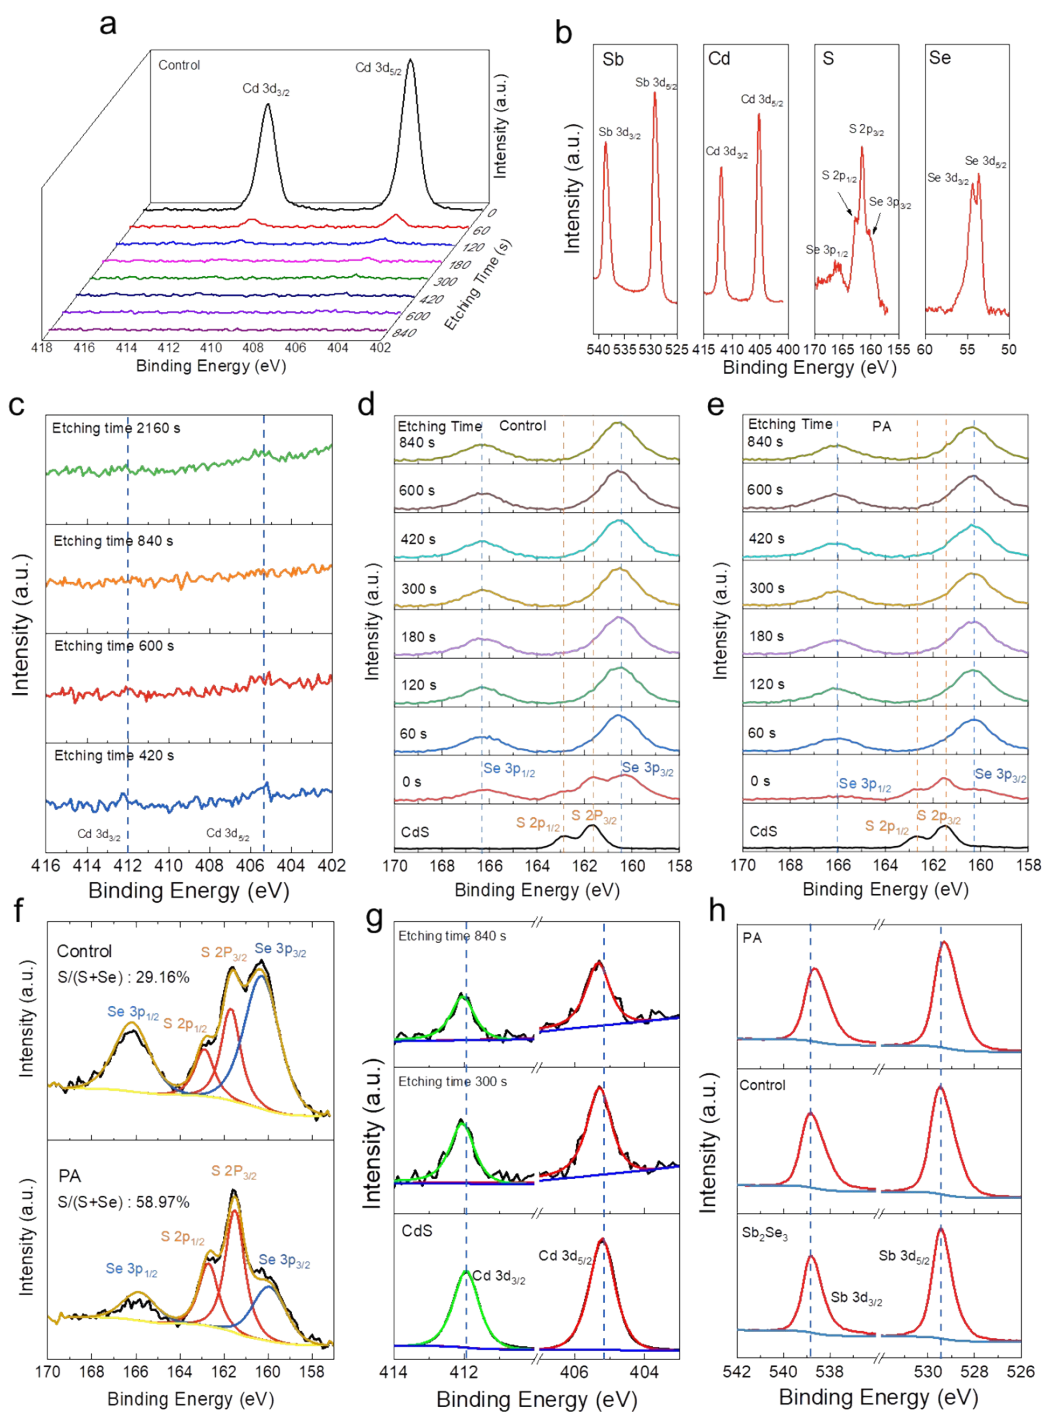 a
Control
Cd 3d3/2
Cd 3d5/2
Intensity (a.u.)
0
60
120
180
300
420
600
840
Etching Time (s)
418 416 414 412 410 408 406 404 402
Binding Energy (eV)
b
Sb
Cd
S
Se
Sb 3d3/2
Sb 3d5/2
Cd 3d3/2
Cd 3d5/2
S 2p3/2
S 2p1/2
Se 3p3/2
Se 3p1/2
Se 3d3/2
Se 3d5/2
Intensity (a.u.)
540 535 530 525
415 410 405 400
170 165 160 155
60 55 50
Binding Energy (eV)
c
Etching time 2160 s
Etching time 840 s
Etching time 600 s
Etching time 420 s
Cd 3d3/2
Cd 3d5/2
Intensity (a.u.)
416 414 412 410 408 406 404 402
Binding Energy (eV)
d
Etching Time
Control
840 s
600 s
420 s
300 s
180 s
120 s
60 s
0 s
Se 3p1/2
Se 3p3/2
CdS
S 2p1/2
S 2P3/2
Intensity (a.u.)
170 168 166 164 162 160 158
Binding Energy (eV)
e
Etching Time
PA
840 s
600 s
420 s
300 s
180 s
120 s
60 s
0 s
Se 3p1/2
Se 3p3/2
CdS
S 2p1/2
S 2p3/2
Intensity (a.u.)
170 168 166 164 162 160 158
Binding Energy (eV)
f
Control
S/(S+Se) : 29.16%
Se 3p1/2
S 2p1/2
S 2P3/2
Se 3p3/2
Intensity (a.u.)
PA
S/(S+Se) : 58.97%
Se 3p1/2
S 2p1/2
S 2P3/2
Se 3p3/2
Intensity (a.u.)
170 168 166 164 162 160 158
Binding Energy (eV)
g
Etching time 840 s
Etching time 300 s
CdS
Cd 3d3/2
Cd 3d5/2
Intensity (a.u.)
414 412 406 404
Binding Energy (eV)
h
PA
Control
Sb2Se3
Sb 3d3/2
Sb 3d5/2
Intensity (a.u.)
542 540 538 530 528 526
Binding Energy (eV)